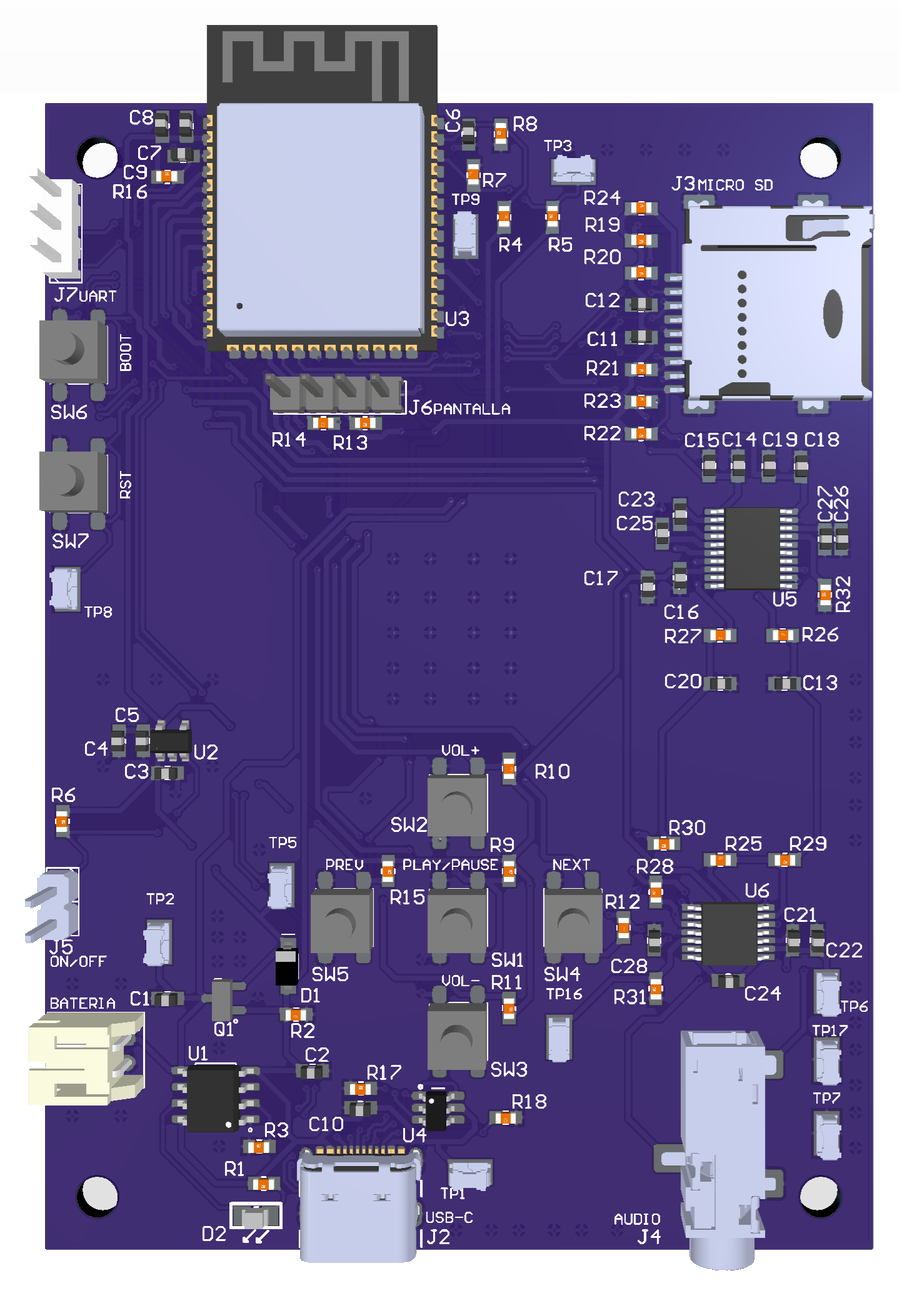 C8
C6
R8
C7
TP3
C9
R16
R7
J3 MICRO SD
R24
TP9
R19
R4
R5
R20
J7 UART
C12
U3
BOOT
C11
R21
SW6
J6 PANTALLA
R23
R14
R13
R22
C15 C14 C19 C18
RST
C23
C27
C26
C25
SW7
C17
R32
TP8
C16
U5
R27
R26
C20
C13
C5
C4
U2
VOL+
C3
R10
R6
SW2
R30
TP5
R9
R25
R29
PREV
PLAY/PAUSE
NEXT
R28
TP2
R15
R12
U6
C21
J5
ON/OFF
SW5
SW1
SW4
C28
C22
VOL-
R11
TP16
R31
C24
BATERIA
C1
D1
TP6
Q1
R2
TP17
U1
C2
R17
SW3
TP7
R18
C10
U4
R3
R1
TP1
D2
USB-C
J2
AUDIO
J4